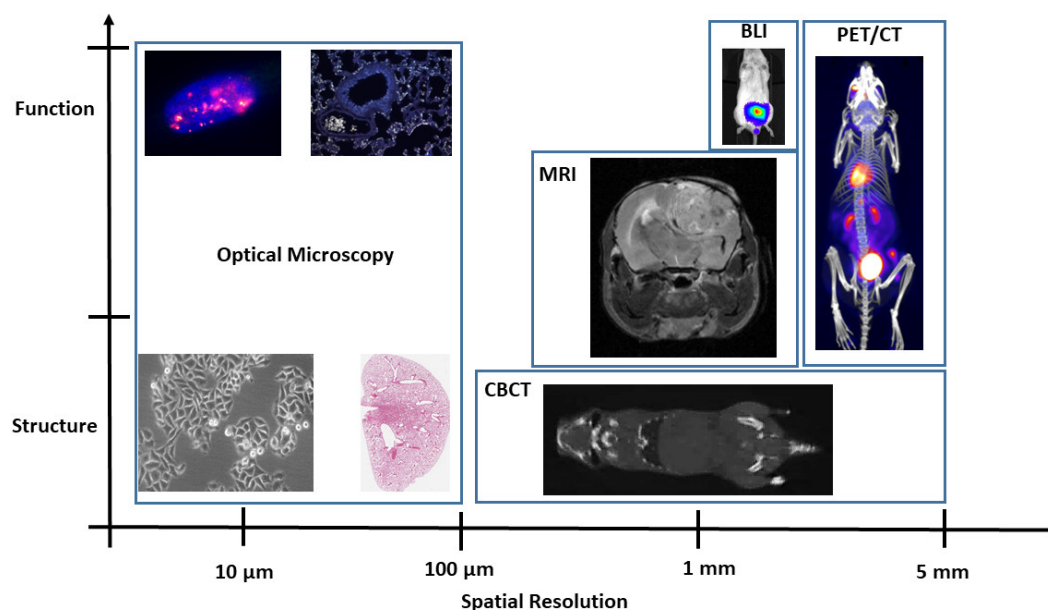 BLI
PET/CT
Function
MRI
Optical Microscopy
CBCT
Structure
10 µm
100 µm
1 mm
5 mm
Spatial Resolution